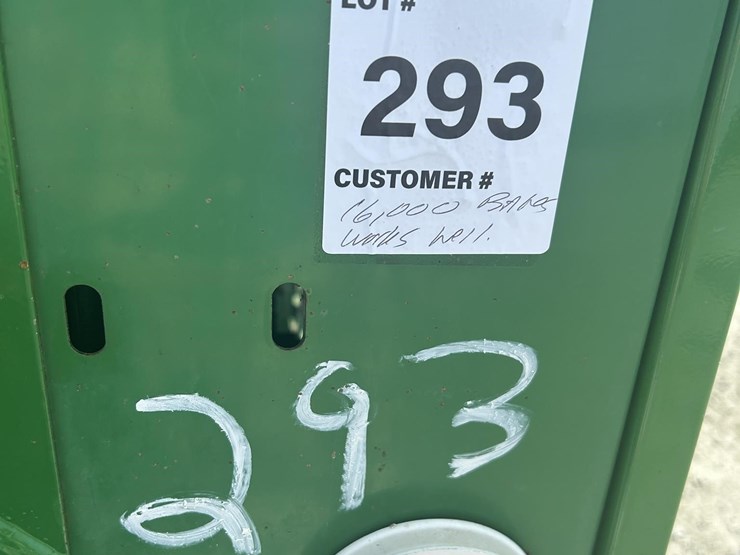 LOT #
293
CUSTOMER #
16,000 BAles
works well.
293